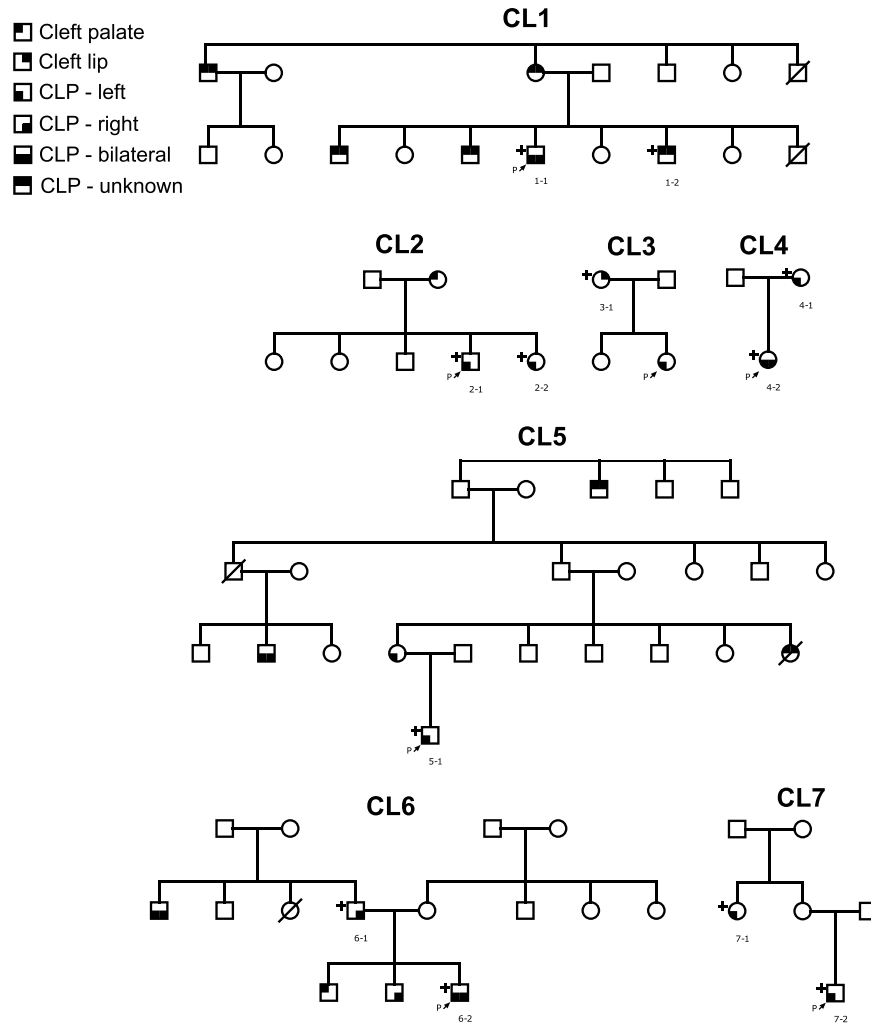 CL1
Cleft palate
Cleft lip
CLP - left
CLP - right
CLP - bilateral
CLP - unknown
P
1-1
1-2
CL2
CL3
CL4
3-1
4-1
P
2-1
2-2
P
P
4-2
CL5
P
5-1
CL6
CL7
6-1
7-1
P
6-2
P
7-2